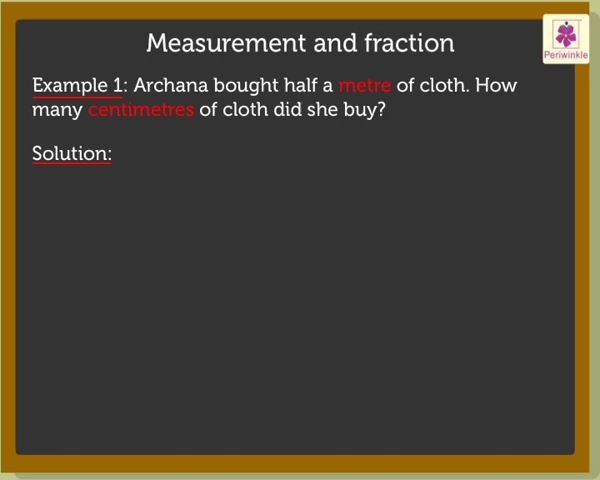 Measurement and fraction
Periwinkle
Example 1: Archana bought half a metre of cloth. How
many centimetres of cloth did she buy?
Solution: